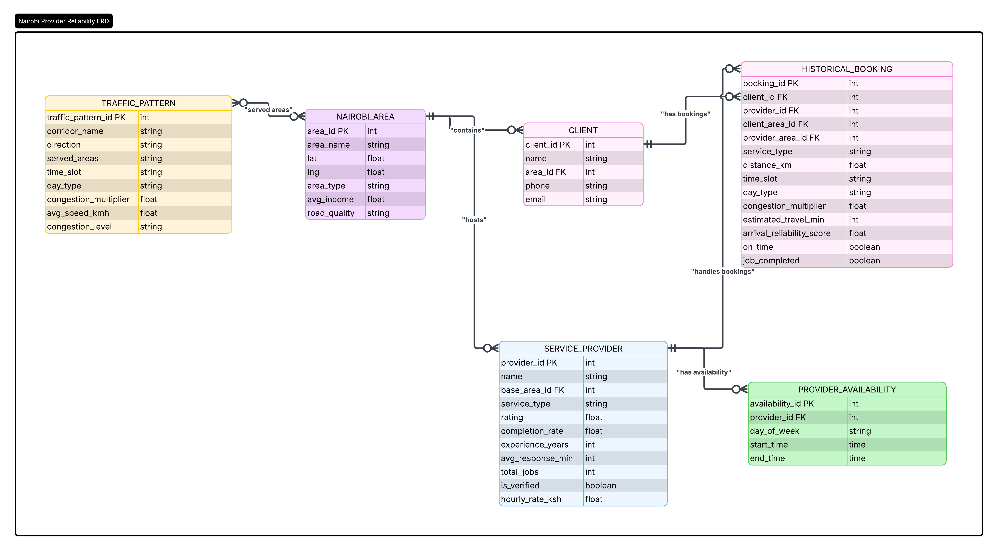 Nairobi Provider Reliability ERD
TRAFFIC_PATTERN
traffic_pattern_id PK int
corridor_name string
direction string
served_areas string
time_slot string
day_type string
congestion_multiplier float
avg_speed_kmh float
congestion_level string
"served areas"
NAIROBI_AREA
area_id PK int
area_name string
lat float
lng float
area_type string
avg_income float
road_quality string
"contains"
"hosts"
CLIENT
client_id PK int
name string
area_id FK int
phone string
email string
"has bookings"
HISTORICAL_BOOKING
booking_id PK int
client_id FK int
provider_id FK int
client_area_id FK int
provider_area_id FK int
service_type string
distance_km float
time_slot string
day_type string
congestion_multiplier float
estimated_travel_min int
arrival_reliability_score float
on_time boolean
job_completed boolean
"handles bookings"
SERVICE_PROVIDER
provider_id PK int
name string
base_area_id FK int
service_type string
rating float
completion_rate float
experience_years int
avg_response_min int
total_jobs int
is_verified boolean
hourly_rate_ksh float
"has availability"
PROVIDER_AVAILABILITY
availability_id PK int
provider_id FK int
day_of_week string
start_time time
end_time time